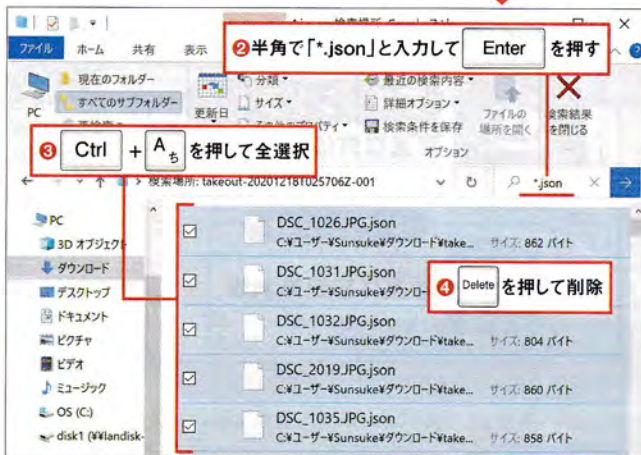 ❷半角で「*.json」と入力して Enter を押す
ファイル ホーム 共有 表示
現在のフォルダー
すべてのサブフォルダー
PC
更新日
分類
サイズ
最近の検索内容
詳細オプション
検索条件を保存
ファイルの場所を開く
検索結果を閉じる
オプション
❸ Ctrl + A ち を押して全選択
検索場所: takeout-20201218T025706Z-001
*.json
PC
3D オブジェクト
ダウンロード
デスクトップ
ドキュメント
ピクチャ
ビデオ
ミュージック
OS (C:)
disk1 (¥¥landisk-
DSC_1026.JPG.json
C:¥ユーザー¥Sunsuke¥ダウンロード¥take... サイズ: 862 バイト
DSC_1031.JPG.json
C:¥ユーザー¥Sunsuke¥ダウンロ
❹ Delete を押して削除
DSC_1032.JPG.json
C:¥ユーザー¥Sunsuke¥ダウンロード¥take... サイズ: 804 バイト
DSC_2019.JPG.json
C:¥ユーザー¥Sunsuke¥ダウンロード¥take... サイズ: 860 バイト
DSC_1035.JPG.json
C:¥ユーザー¥Sunsuke¥ダウンロード¥take... サイズ: 858 バイト